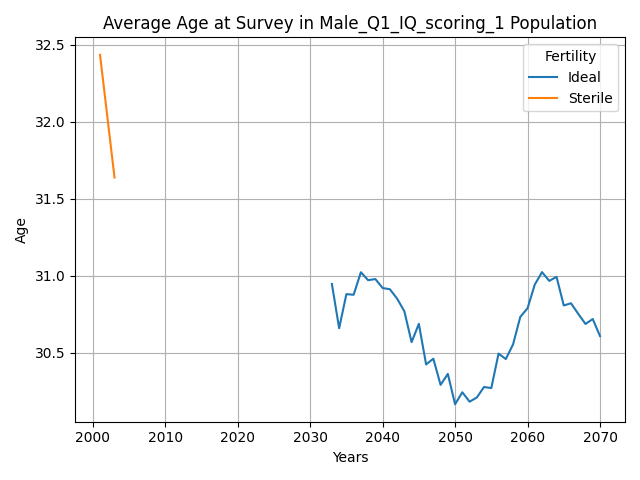 Average Age at Survey in Male_Q1_IQ_scoring_1 Population
Fertility
Ideal
Sterile
32.5
32.0
31.5
31.0
30.5
Age
2000 2010 2020 2030 2040 2050 2060 2070
Years